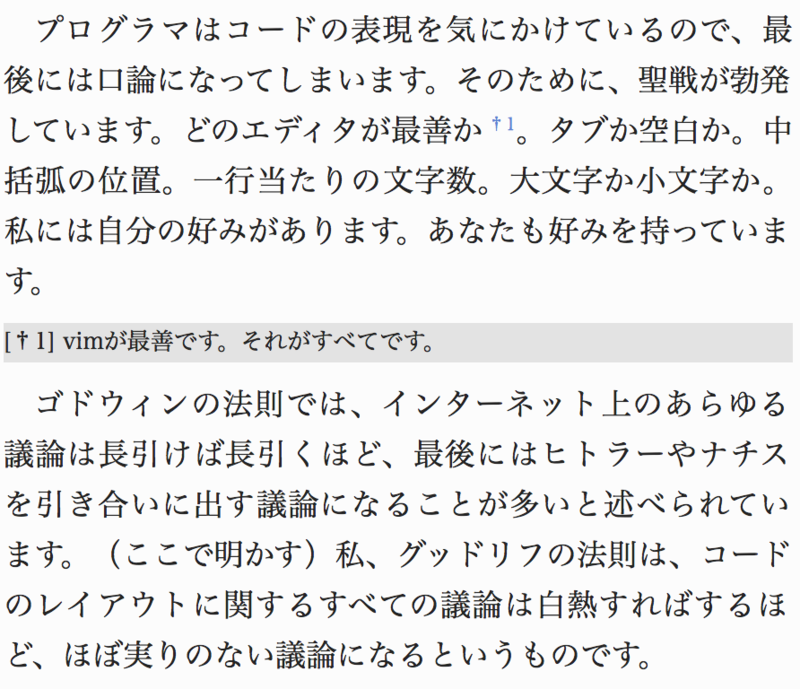 プログラマはコードの表現を気にかけているので、最
後には口論になってしまいます。そのために、聖戦が勃発
しています。どのエディタが最善か†1。タブか空白か。中
括弧の位置。一行当たりの文字数。大文字か小文字か。
私には自分の好みがあります。あなたも好みを持っていま
す。
[†1] vimが最善です。それがすべてです。
ゴドウィンの法則では、インターネット上のあらゆる
議論は長引けば長引くほど、最後にはヒトラーやナチス
を引き合いに出す議論になることが多いと述べられてい
ます。（ここで明かす）私、グッドリフの法則は、コード
のレイアウトに関するすべての議論は白熱すればするほ
ど、ほぼ実りのない議論になるというものです。